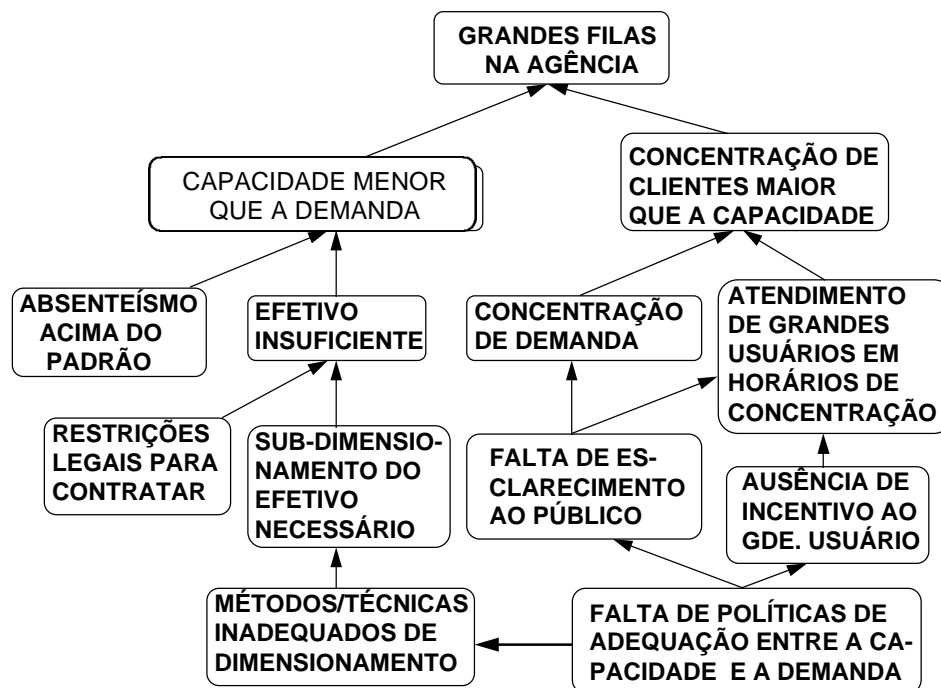 GRANDES FILAS
NA AGÊNCIA
CAPACIDADE MENOR
QUE A DEMANDA
CONCENTRAÇÃO DE
CLIENTES MAIOR
QUE A CAPACIDADE
ABSENTEÍSMO
ACIMA DO
PADRÃO
EFETIVO
INSUFICIENTE
CONCENTRAÇÃO
DE DEMANDA
ATENDIMENTO
DE GRANDES
USUÁRIOS EM
HORÁRIOS DE
CONCENTRAÇÃO
RESTRIÇÕES
LEGAIS PARA
CONTRATAR
SUB-DIMENSIO-
NAMENTO DO
EFETIVO
NECESSÁRIO
FALTA DE ES-
CLARECIMENTO
AO PÚBLICO
AUSÊNCIA DE
INCENTIVO AO
GDE. USUÁRIO
MÉTODOS/TÉCNICAS
INADEQUADOS DE
DIMENSIONAMENTO
FALTA DE POLÍTICAS DE
ADEQUAÇÃO ENTRE A CA-
PACIDADE E A DEMANDA